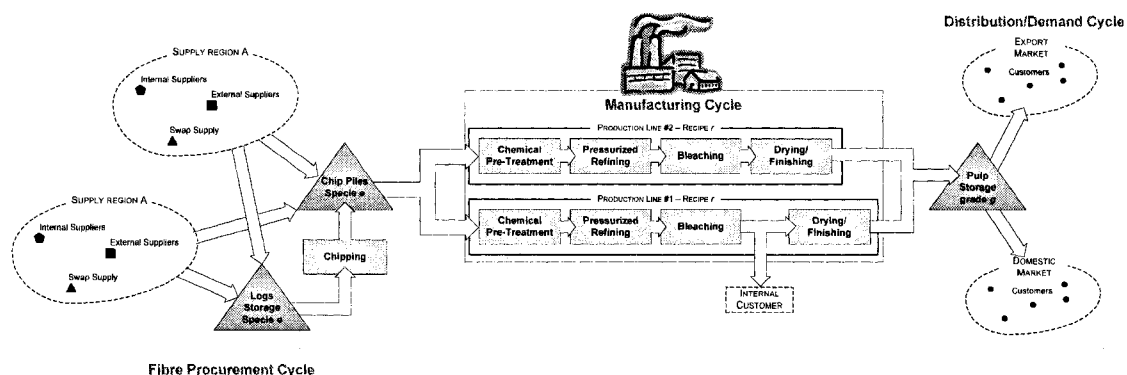 Distribution/Demand Cycle
EXPORT
MARKET
Customers
SUPPLY REGION A
Internal Suppliers
External Suppliers
Swap Supply
Manufacturing Cycle
PRODUCTION LINE #2 – RECIPE r
Chemical
Pre-Treatment
Pressurized
Refining
Bleaching
Drying/
Finishing
Chip Piles
Specie e
Pulp
Storage
grade g
SUPPLY REGION A
Internal Suppliers
External Suppliers
Swap Supply
PRODUCTION LINE #1 – RECIPE r
Chemical
Pre-Treatment
Pressurized
Refining
Bleaching
Drying/
Finishing
Chipping
Logs
Storage
Specie e
INTERNAL
CUSTOMER
DOMESTIC
MARKET
Customers
Fibre Procurement Cycle